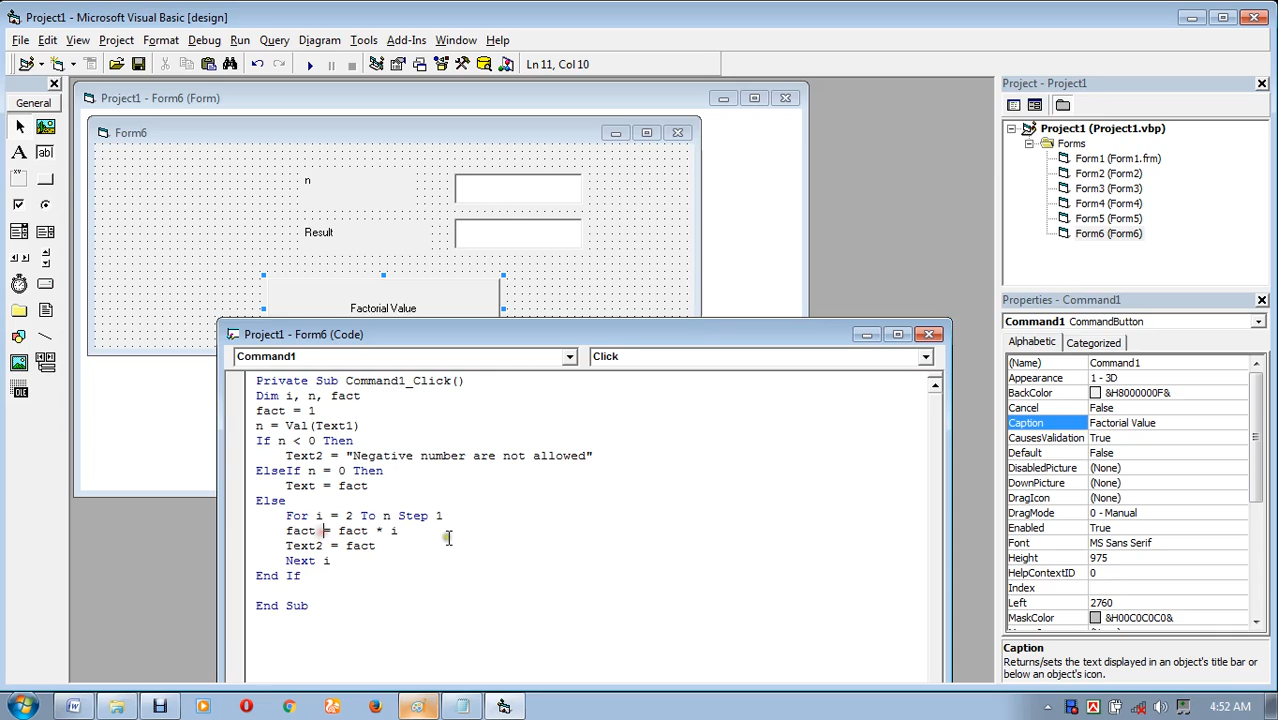 Project1 - Microsoft Visual Basic [design]
File Edit View Project Format Debug Run Query Diagram Tools Add-Ins Window Help
Ln 11, Col 10
General
Project1 - Form6 (Form)
Form6
n
Result
Factorial Value
Project1 - Form6 (Code)
Command1 Click
Private Sub Command1_Click()
Dim i, n, fact
fact = 1
n = Val(Text1)
If n < 0 Then
Text2 = "Negative number are not allowed"
ElseIf n = 0 Then
Text = fact
Else
For i = 2 To n Step 1
fact = fact * i
Text2 = fact
Next i
End If
End Sub
Project - Project1
Project1 (Project1.vbp)
Forms
Form1 (Form1.frm)
Form2 (Form2)
Form3 (Form3)
Form4 (Form4)
Form5 (Form5)
Form6 (Form6)
Properties - Command1
Command1 CommandButton
Alphabetic Categorized
(Name) Command1
Appearance 1 - 3D
BackColor &H8000000F&
Cancel False
Caption Factorial Value
CausesValidation True
Default False
DisabledPicture (None)
DownPicture (None)
DragIcon (None)
DragMode 0 - Manual
Enabled True
Font MS Sans Serif
Height 975
HelpContextID 0
Index
Left 2760
MaskColor &H00C0C0C0&
Caption
Returns/sets the text displayed in an object's title bar or below an object's icon.
4:52 AM